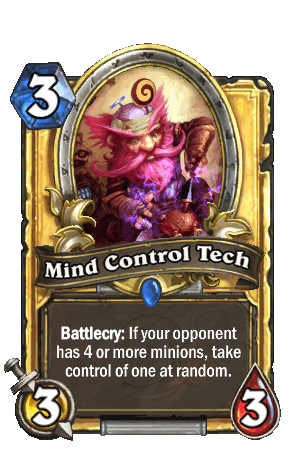 3
Mind Control Tech
Battlecry: If your opponent
has 4 or more minions, take
control of one at random.
3
3